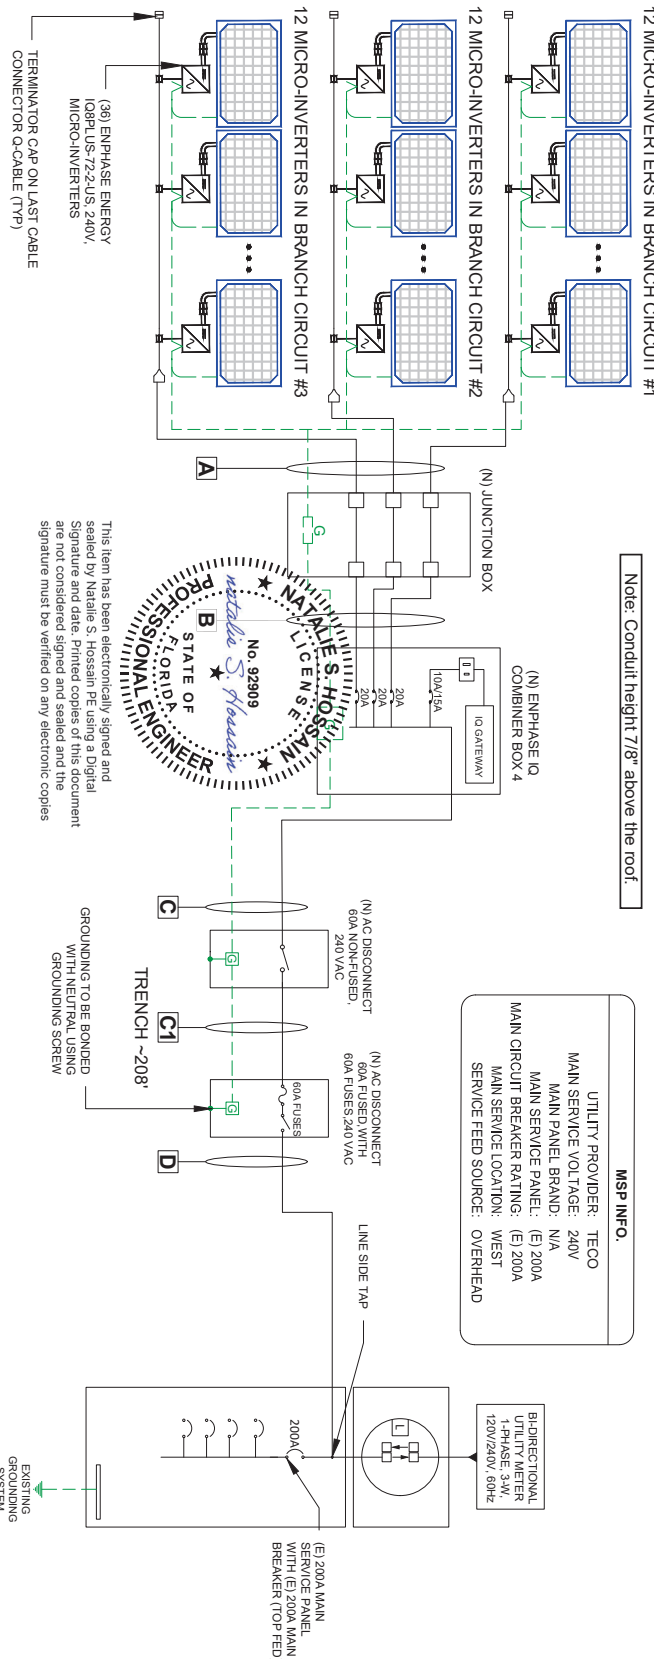 12 MICRO-INVERTERS IN BRANCH CIRCUIT #1
12 MICRO-INVERTERS IN BRANCH CIRCUIT #2
12 MICRO-INVERTERS IN BRANCH CIRCUIT #3
(36) ENPHASE ENERGY
IQ8PLUS-72-2-US, 240V,
MICRO-INVERTERS
TERMINATOR CAP ON LAST CABLE
CONNECTOR Q-CABLE (TYP)
A
(N) JUNCTION BOX
G
Note: Conduit height 7/8" above the roof.
(N) ENPHASE IQ
COMBINER BOX 4
IQ GATEWAY
10A/15A
20A
20A
20A
G
B
NATALIE S. HOSSAIN
LICENSE
No. 92909
natalie S. Hossain
STATE OF
FLORIDA
PROFESSIONAL ENGINEER
This item has been electronically signed and
sealed by Natalie S. Hossain PE using a Digital
Signature and date. Printed copies of this document
are not considered signed and sealed and the
signature must be verified on any electronic copies
(N) AC DISCONNECT
60A NON-FUSED,
240 VAC
G
C
C1
TRENCH ~208'
(N) AC DISCONNECT
60A FUSED, WITH
60A FUSES,240 VAC
60A FUSES
G
D
GROUNDING TO BE BONDED
WITH NEUTRAL USING
GROUNDING SCREW
MSP INFO.
UTILITY PROVIDER: TECO
MAIN SERVICE VOLTAGE: 240V
MAIN PANEL BRAND: N/A
MAIN SERVICE PANEL: (E) 200A
MAIN CIRCUIT BREAKER RATING: (E) 200A
MAIN SERVICE LOCATION: WEST
SERVICE FEED SOURCE: OVERHEAD
LINE SIDE TAP
BI-DIRECTIONAL
UTILITY METER
1-PHASE, 3-W,
120V/240V, 60Hz
L
200A
(E) 200A MAIN
SERVICE PANEL
WITH (E) 200A MAIN
BREAKER (TOP FED
EXISTING
GROUNDING
SYSTEM